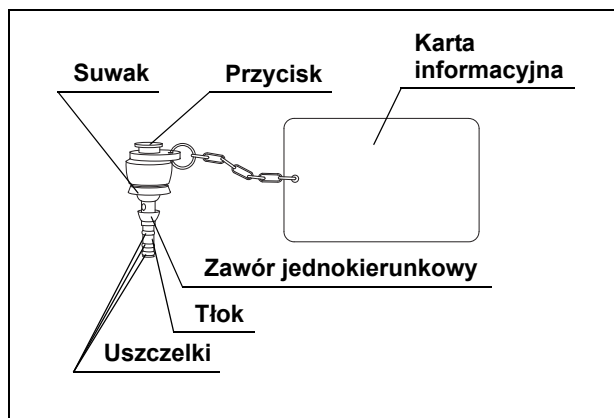 Karta
informacyjna
Suwak
Przycisk
Zawór jednokierunkowy
Tłok
Uszczelki